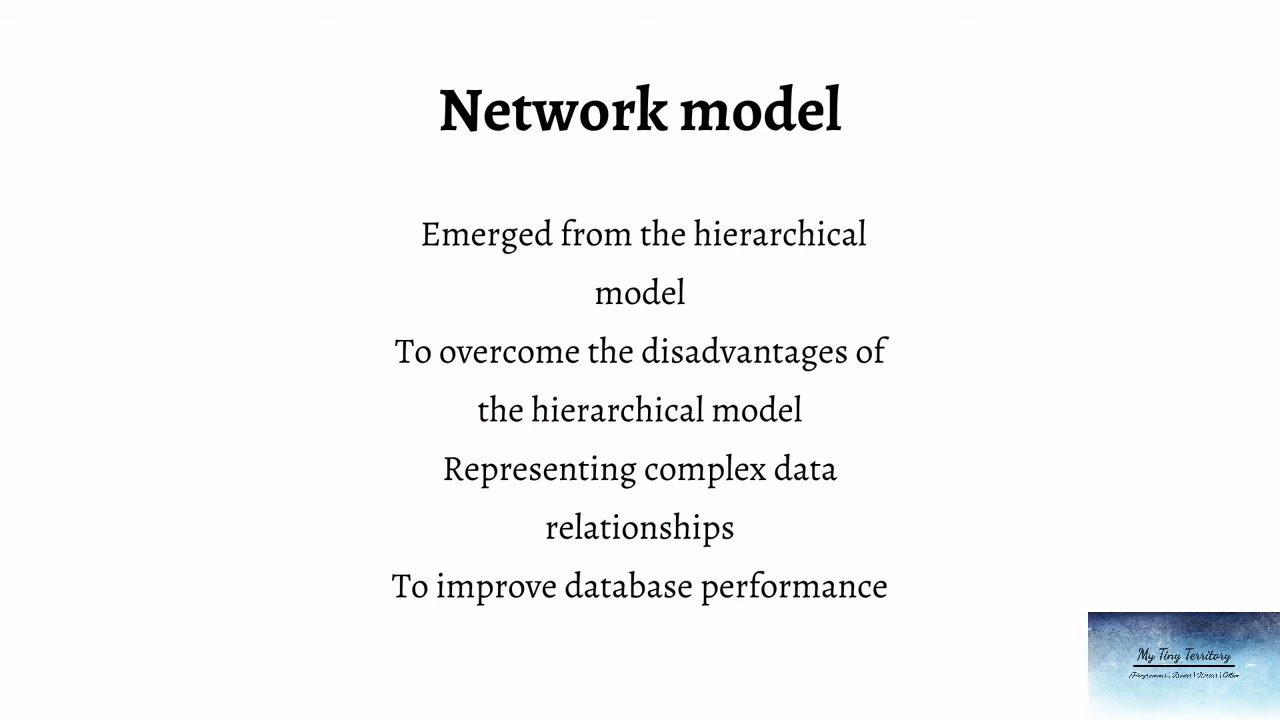 Network model
Emerged from the hierarchical
model
To overcome the disadvantages of
the hierarchical model
Representing complex data
relationships
To improve database performance
My Tiny Territory